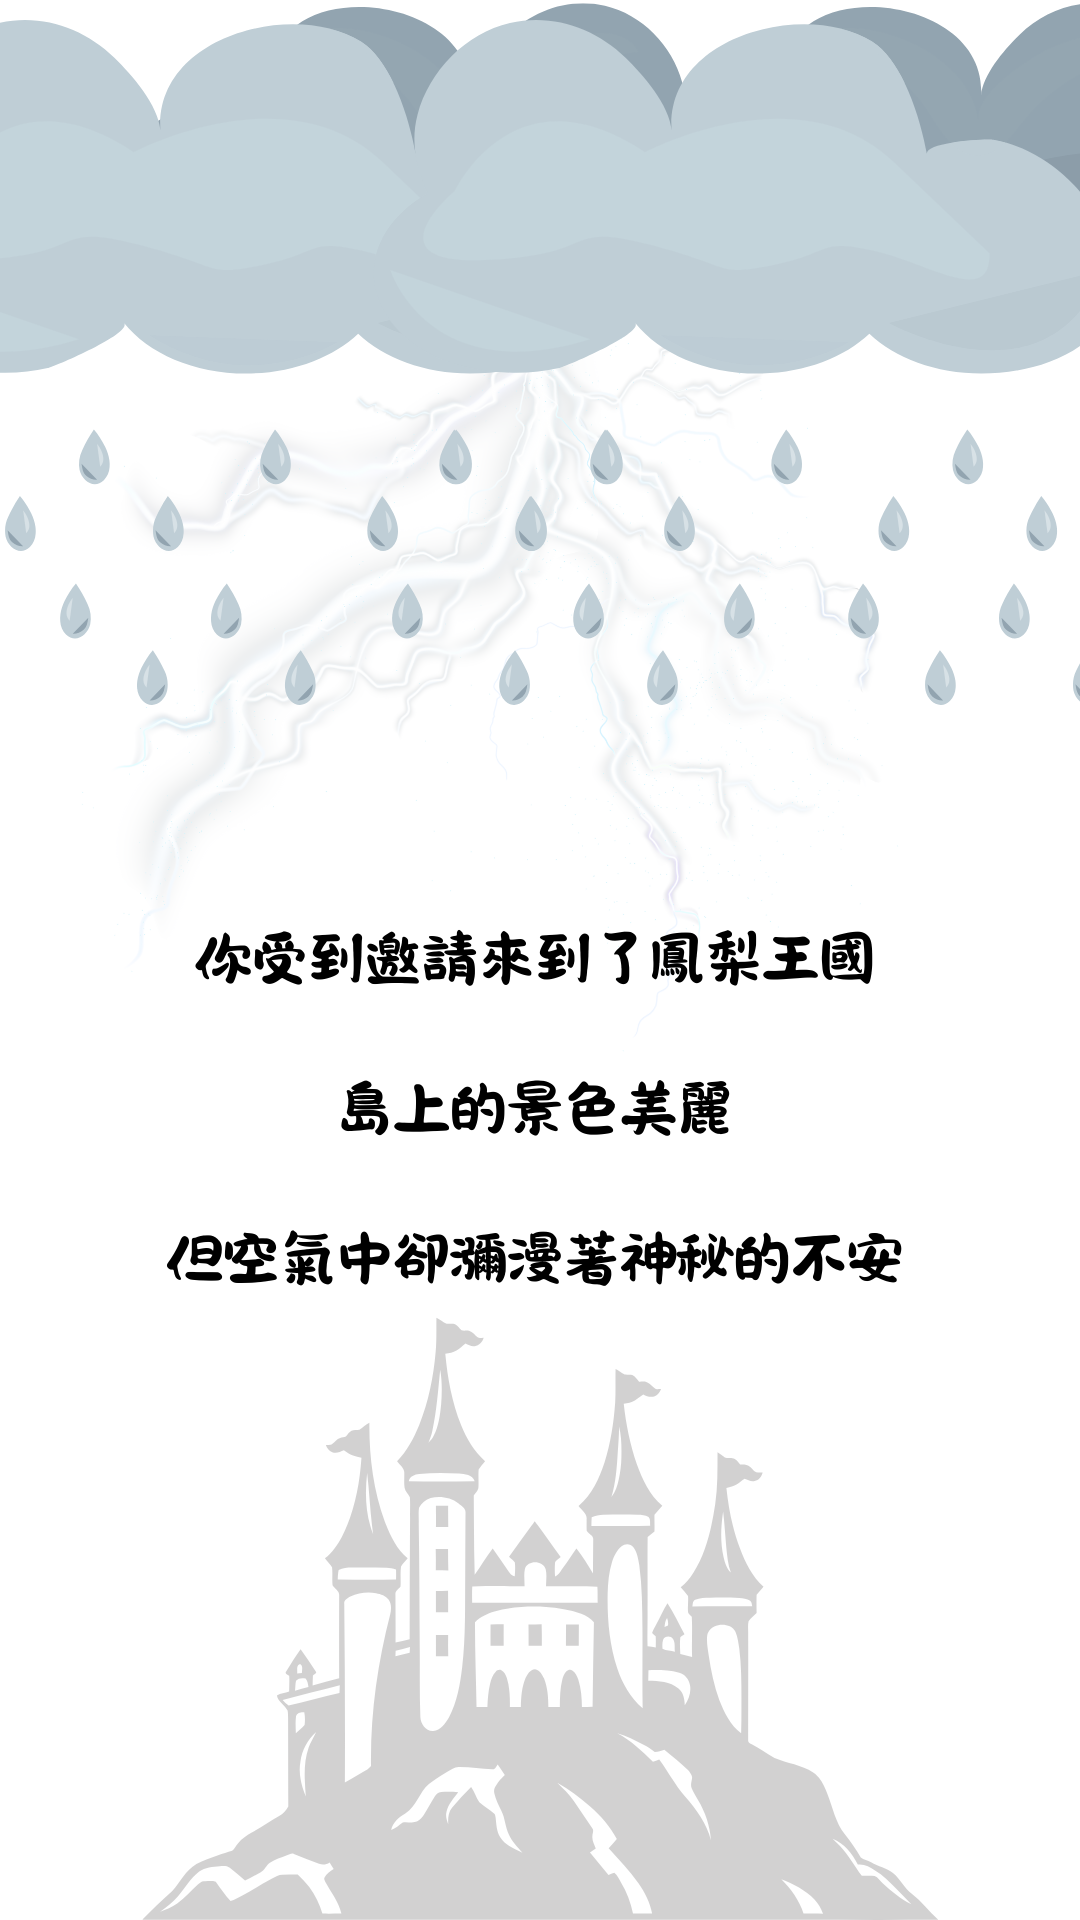 你受到邀請來到了鳳梨王國
島上的景色美麗
但空氣中卻瀰漫著神秘的不安